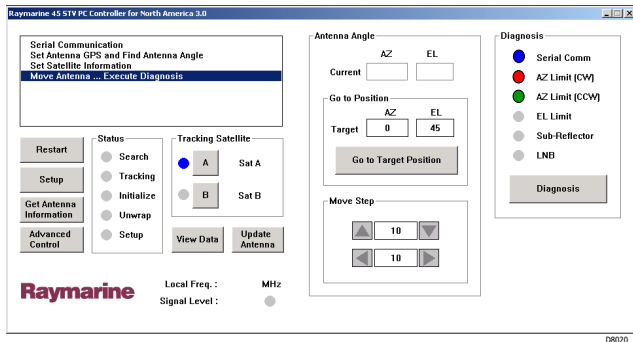 Raymarine 45 STV PC Controller for North America 3.0
Serial Communication
Set Antenna GPS and Find Antenna Angle
Set Satellite Information
Move Antenna ... Execute Diagnosis
Restart
Setup
Get Antenna
Information
Advanced
Control
Status
Search
Tracking
Initialize
Unwrap
Setup
Tracking Satellite
A Sat A
B Sat B
View Data
Update
Antenna
Raymarine
Local Freq. : MHz
Signal Level :
Antenna Angle
AZ EL
Current
Go to Position
AZ EL
Target 0 45
Go to Target Position
Move Step
10
10
Diagnosis
Serial Comm
AZ Limit (CW)
AZ Limit (CCW)
EL Limit
Sub-Reflector
LNB
Diagnosis
D8020